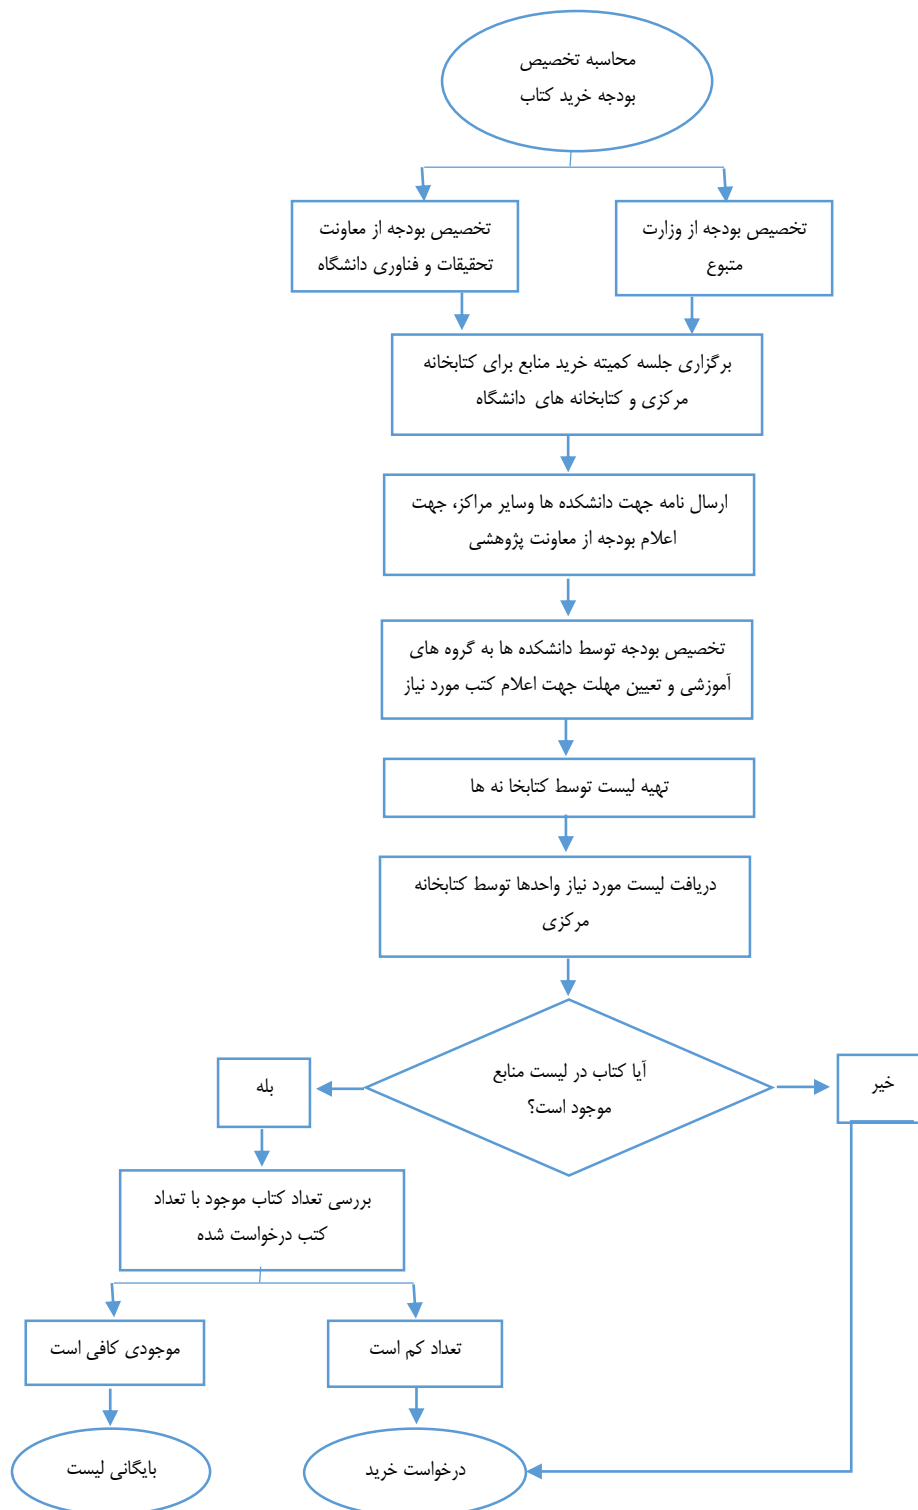 محاسبه تخصیص
بودجه خرید کتاب
تخصیص بودجه از وزارت
متبوع
تخصیص بودجه از معاونت
تحقیقات و فناوری دانشگاه
برگزاری جلسه کمیته خرید منابع برای کتابخانه
مرکزی و کتابخانه های دانشگاه
ارسال نامه جهت دانشکده ها وسایر مراکز، جهت
اعلام بودجه از معاونت پژوهشی
تخصیص بودجه توسط دانشکده ها به گروه های
آموزشی و تعیین مهلت جهت اعلام کتب مورد نیاز
تهیه لیست توسط کتابخا نه ها
دریافت لیست مورد نیاز واحدها توسط کتابخانه
مرکزی
آیا کتاب در لیست منابع
موجود است؟
خیر
بله
بررسی تعداد کتاب موجود با تعداد
کتب درخواست شده
تعداد کم است
موجودی کافی است
درخواست خرید
بایگانی لیست